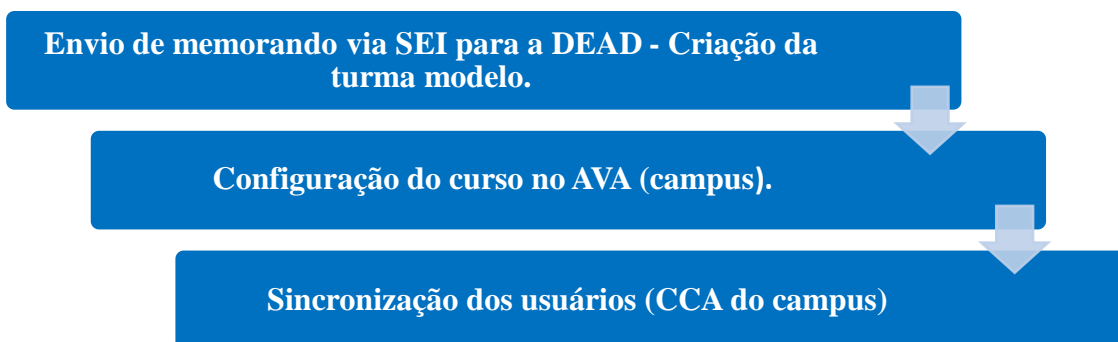 Envio de memorando via SEI para a DEAD - Criação da
turma modelo.
Configuração do curso no AVA (campus).
Sincronização dos usuários (CCA do campus)